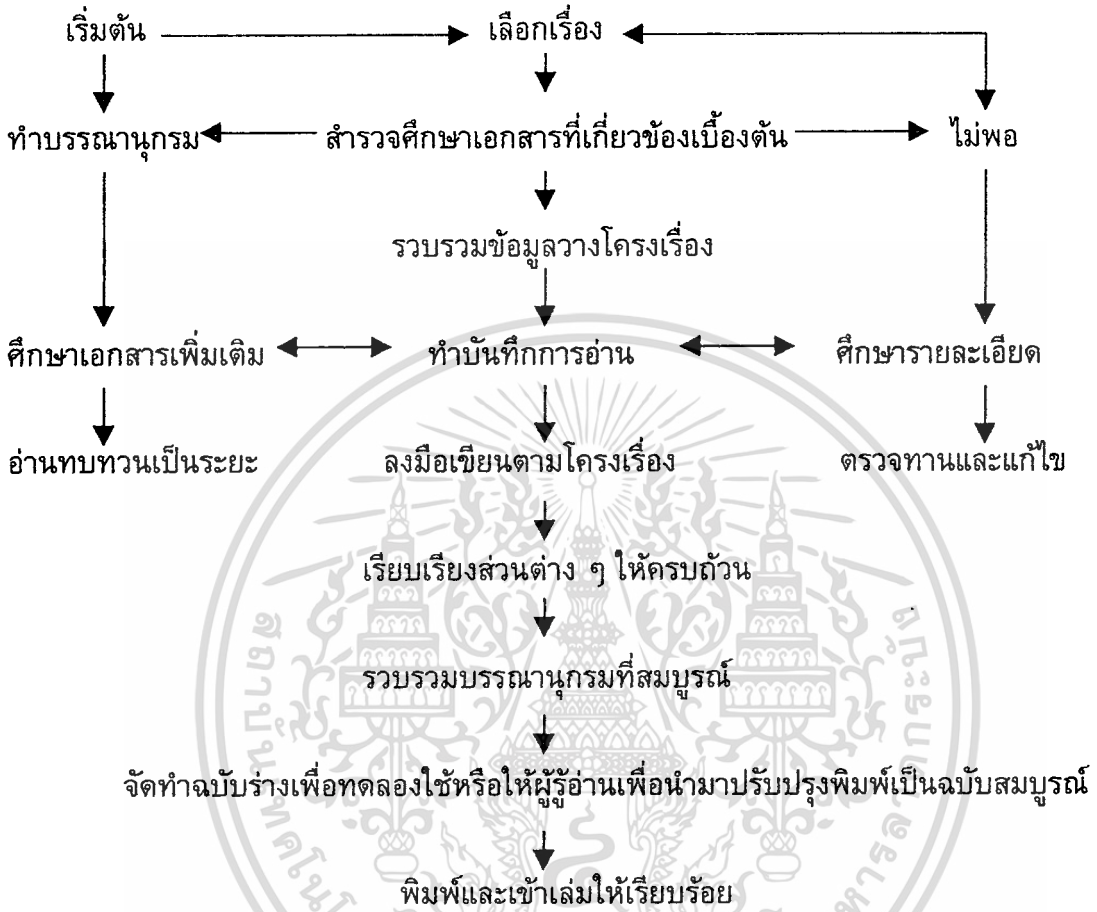 เริ่มต้น เลือกเรื่อง
ทำบรรณานุกรม สำรวจศึกษาเอกสารที่เกี่ยวข้องเบื้องต้น ไม่พอ
รวบรวมข้อมูลวางโครงเรื่อง
ศึกษาเอกสารเพิ่มเติม ทำบันทึกการอ่าน ศึกษารายละเอียด
อ่านทบทวนเป็นระยะ ลงมือเขียนตามโครงเรื่อง ตรวจทานและแก้ไข
เรียบเรียงส่วนต่าง ๆ ให้ครบถ้วน
รวบรวมบรรณานุกรมที่สมบูรณ์
จัดทำฉบับร่างเพื่อทดลองใช้หรือให้ผู้รู้อ่านเพื่อนำมาปรับปรุงพิมพ์เป็นฉบับสมบูรณ์
พิมพ์และเข้าเล่มให้เรียบร้อย